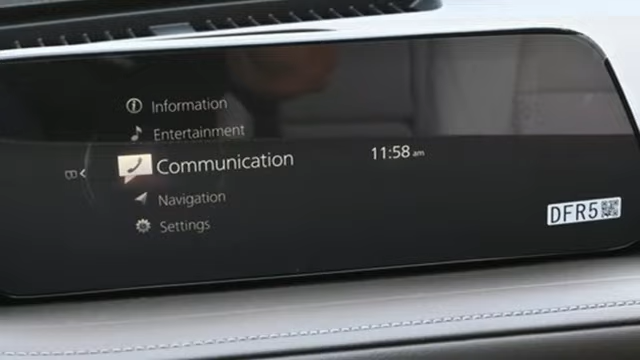 Information
Entertainment
Communication
11:58 am
Navigation
Settings
DFR5